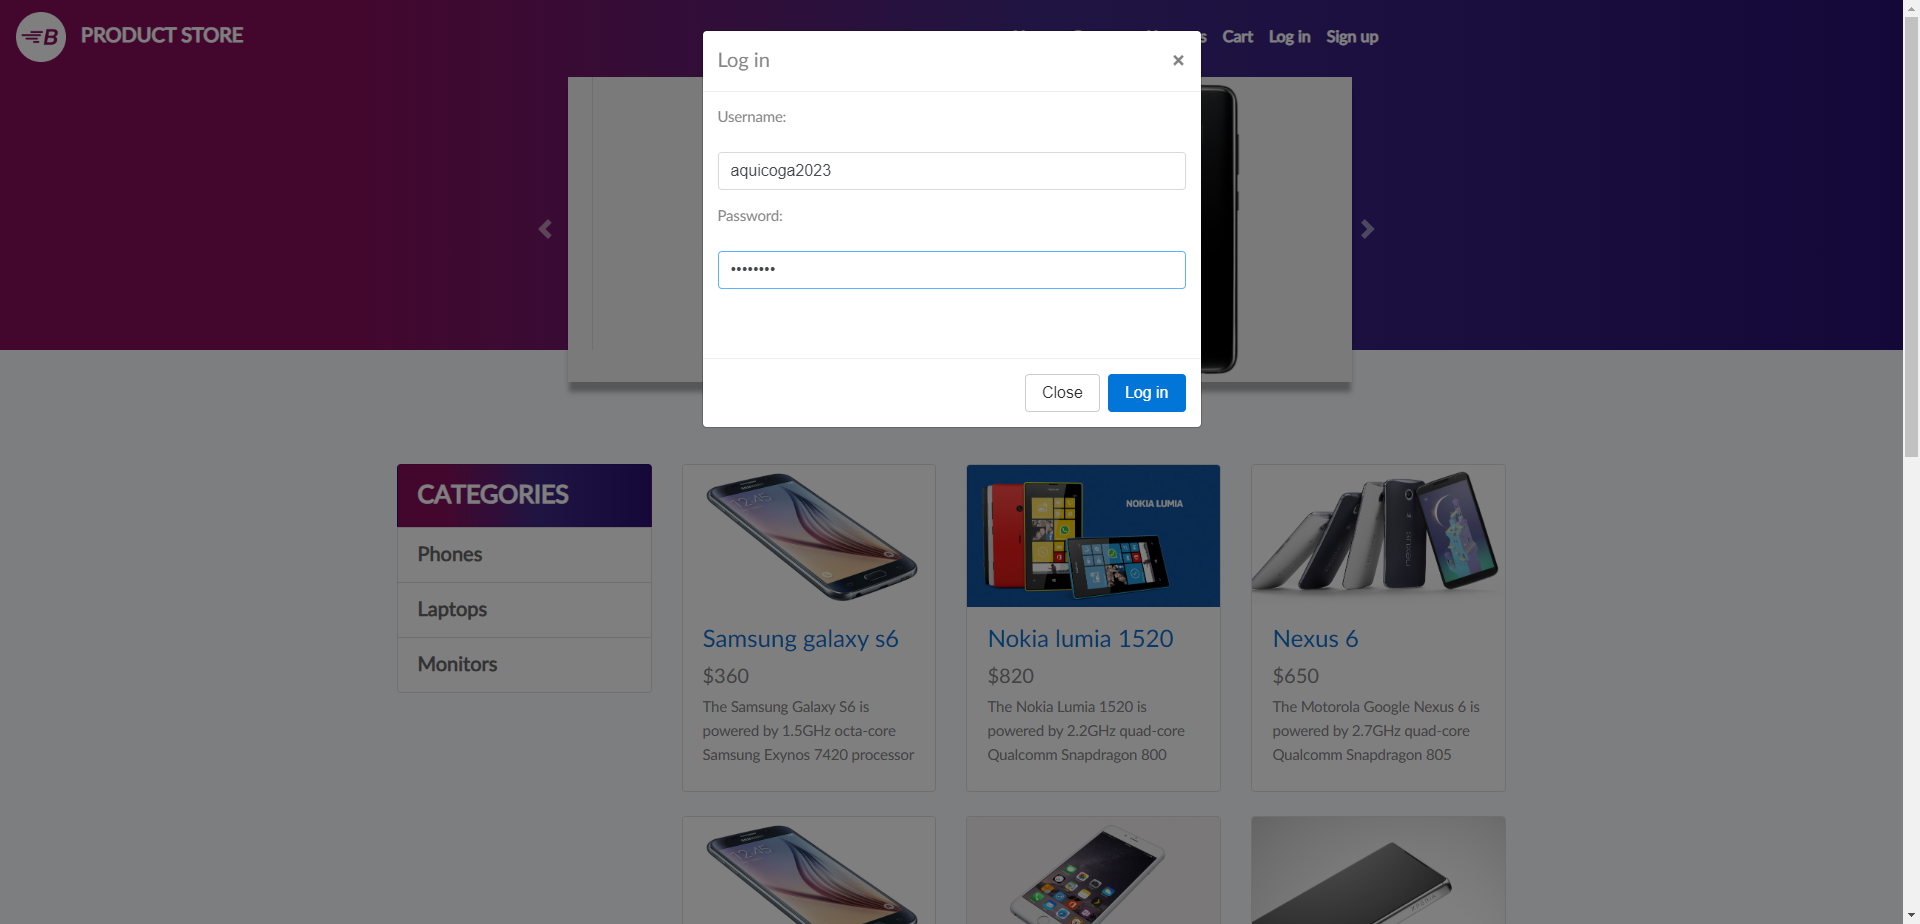 B PRODUCT STORE
Cart Log in Sign up
Log in ×
Username:
aquicoga2023
Password:
••••••••
Close Log in
CATEGORIES
Phones
Laptops
Monitors
NOKIA LUMIA
Samsung galaxy s6
$360
The Samsung Galaxy S6 is
powered by 1.5GHz octa-core
Samsung Exynos 7420 processor
Nokia lumia 1520
$820
The Nokia Lumia 1520 is
powered by 2.2GHz quad-core
Qualcomm Snapdragon 800
Nexus 6
$650
The Motorola Google Nexus 6 is
powered by 2.7GHz quad-core
Qualcomm Snapdragon 805